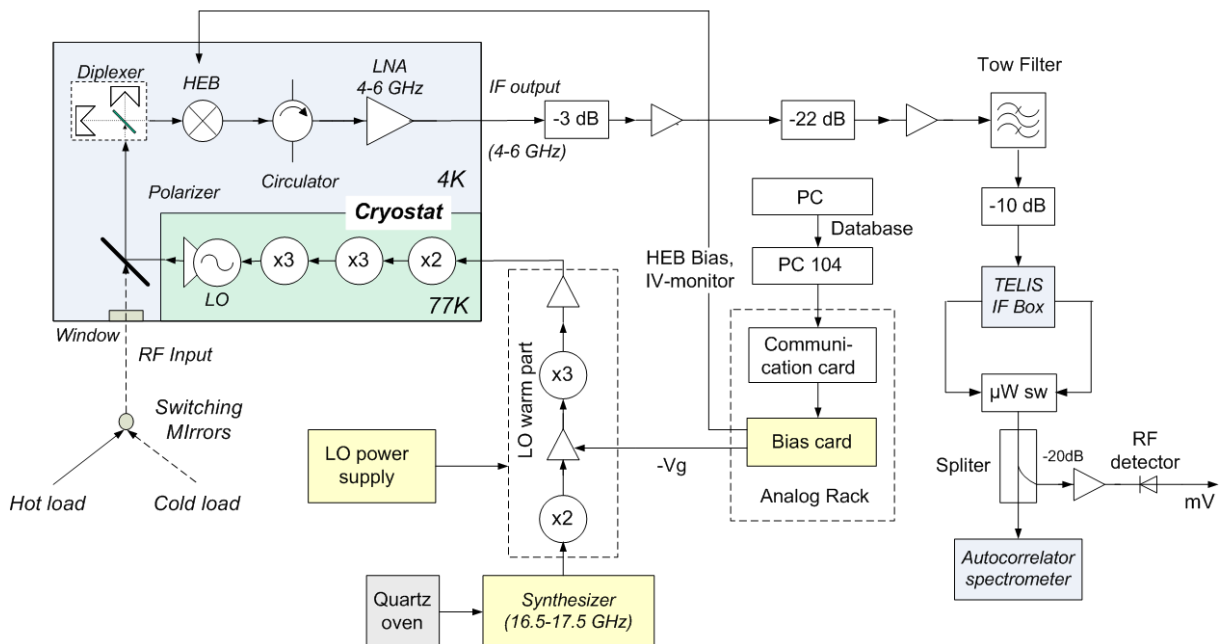 Diplexer
HEB
LNA
4-6 GHz
IF output
(4-6 GHz)
-3 dB
-22 dB
Tow Filter
Circulator
4K
Polarizer
Cryostat
LO
x3
x3
x2
77K
Window
RF Input
Switching
MIrrors
Hot load
Cold load
LO power
supply
LO warm part
x3
x2
Quartz
oven
Synthesizer
(16.5-17.5 GHz)
HEB Bias,
IV-monitor
PC
Database
PC 104
Communi-
cation card
Bias card
-Vg
Analog Rack
-10 dB
TELIS
IF Box
µW sw
Spliter
-20dB
RF
detector
mV
Autocorrelator
spectrometer